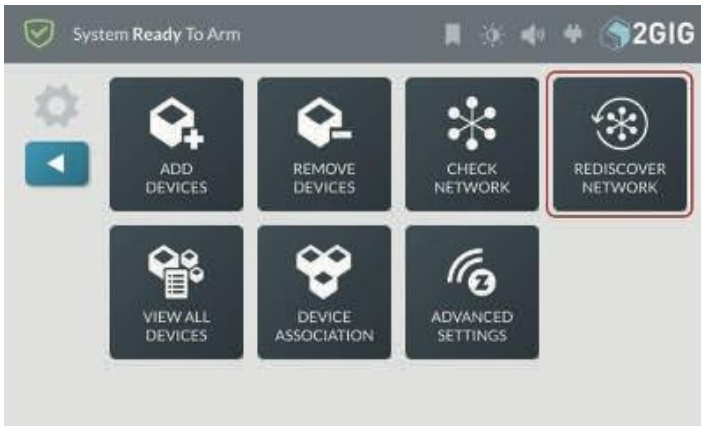 System Ready To Arm
2GIG
ADD
DEVICES
REMOVE
DEVICES
CHECK
NETWORK
REDISCOVER
NETWORK
VIEW ALL
DEVICES
DEVICE
ASSOCIATION
Z
ADVANCED
SETTINGS